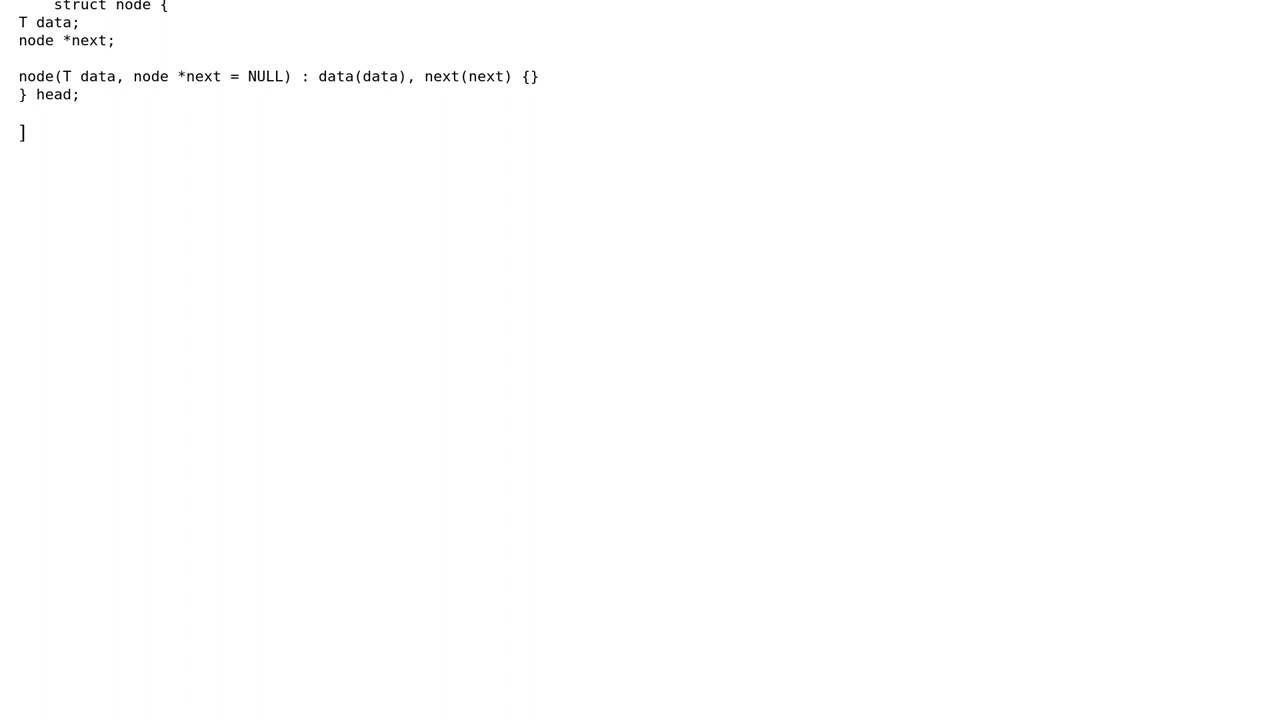 struct node {
T data;
node *next;
node(T data, node *next = NULL) : data(data), next(next) {}
} head;
]